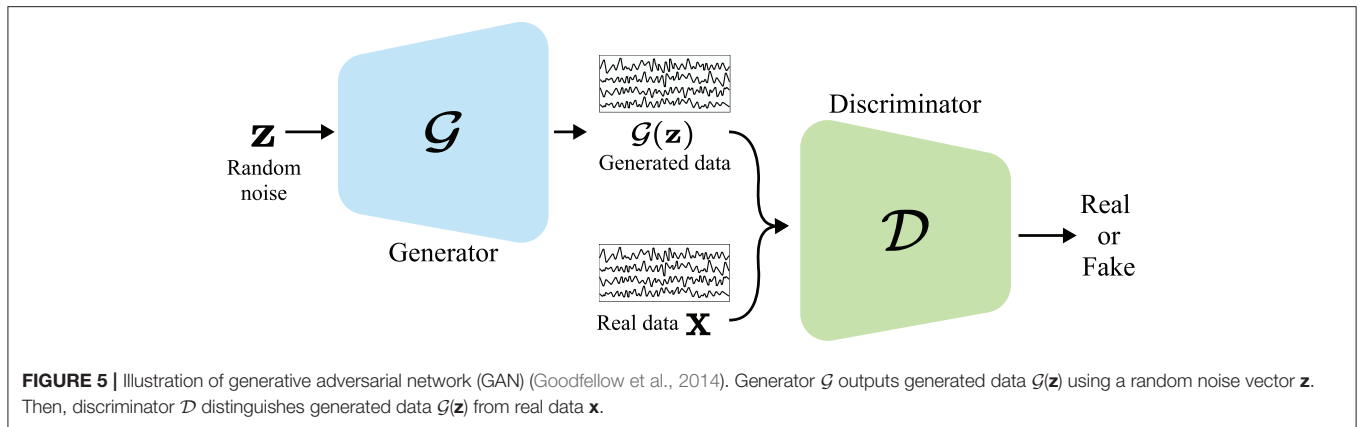 z
Random
noise
𝒢
Generator
𝒢(z)
Generated data
Real data x
Discriminator
𝒟
Real
or
Fake
FIGURE 5 | Illustration of generative adversarial network (GAN) (Goodfellow et al., 2014). Generator 𝒢 outputs generated data 𝒢(z) using a random noise vector z.
Then, discriminator 𝒟 distinguishes generated data 𝒢(z) from real data x.